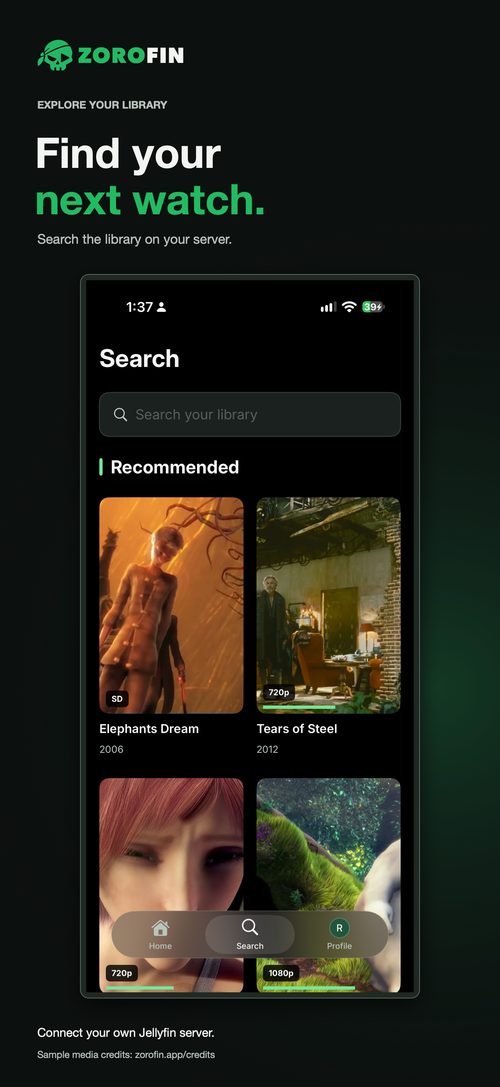 ZOROFIN
EXPLORE YOUR LIBRARY
Find your
next watch.
Search the library on your server.
1:37
39
Search
Search your library
Recommended
SD
720p
Elephants Dream
Tears of Steel
2006
2012
720p
1080p
Home
Search
R
Profile
Connect your own Jellyfin server.
Sample media credits: zorofin.app/credits